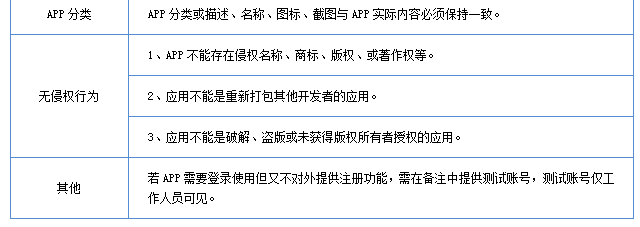 APP 分类
APP 分类或描述、名称、图标、截图与 APP 实际内容必须保持一致。
无侵权行为
1、APP 不能存在侵权名称、商标、版权、或著作权等。
2、应用不能是重新打包其他开发者的应用。
3、应用不能是破解、盗版或未获得版权所有者授权的应用。
其他
若 APP 需要登录使用但又不对外提供注册功能，需在备注中提供测试账号，测试账号仅工
作人员可见。